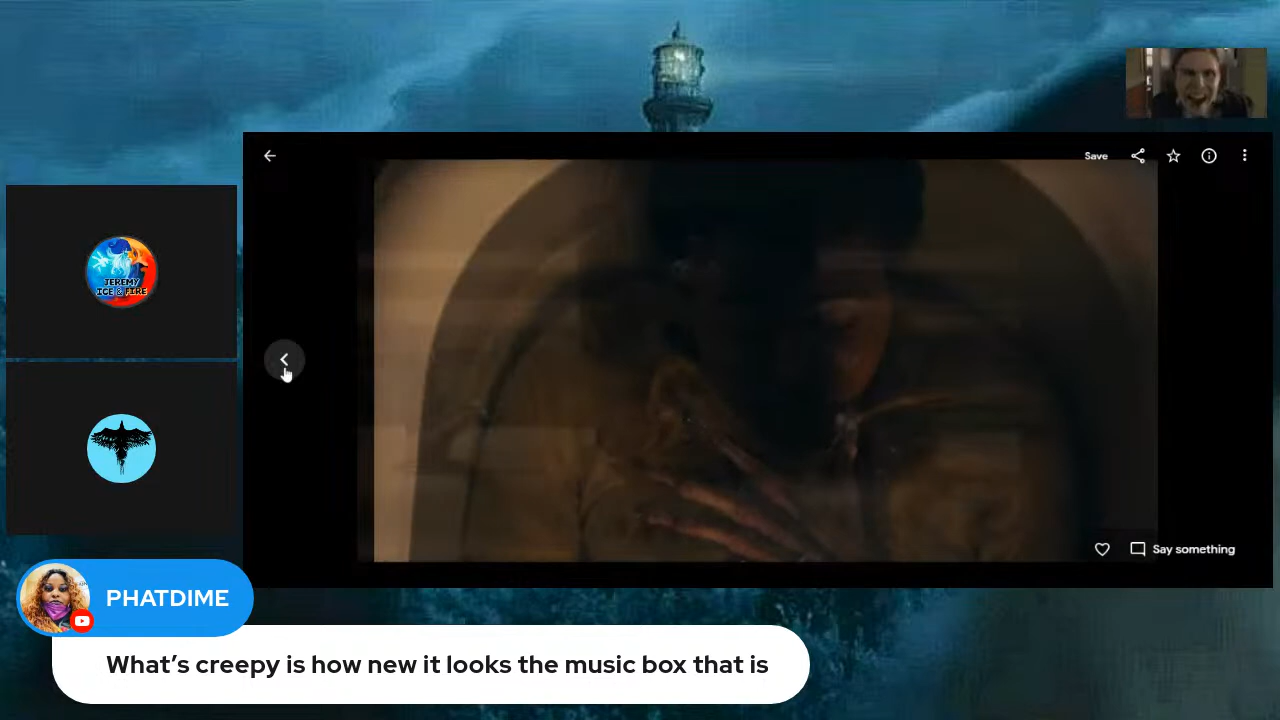 Save
JEREMY
ICE & FIRE
Say something
PHATDIME
What's creepy is how new it looks the music box that is